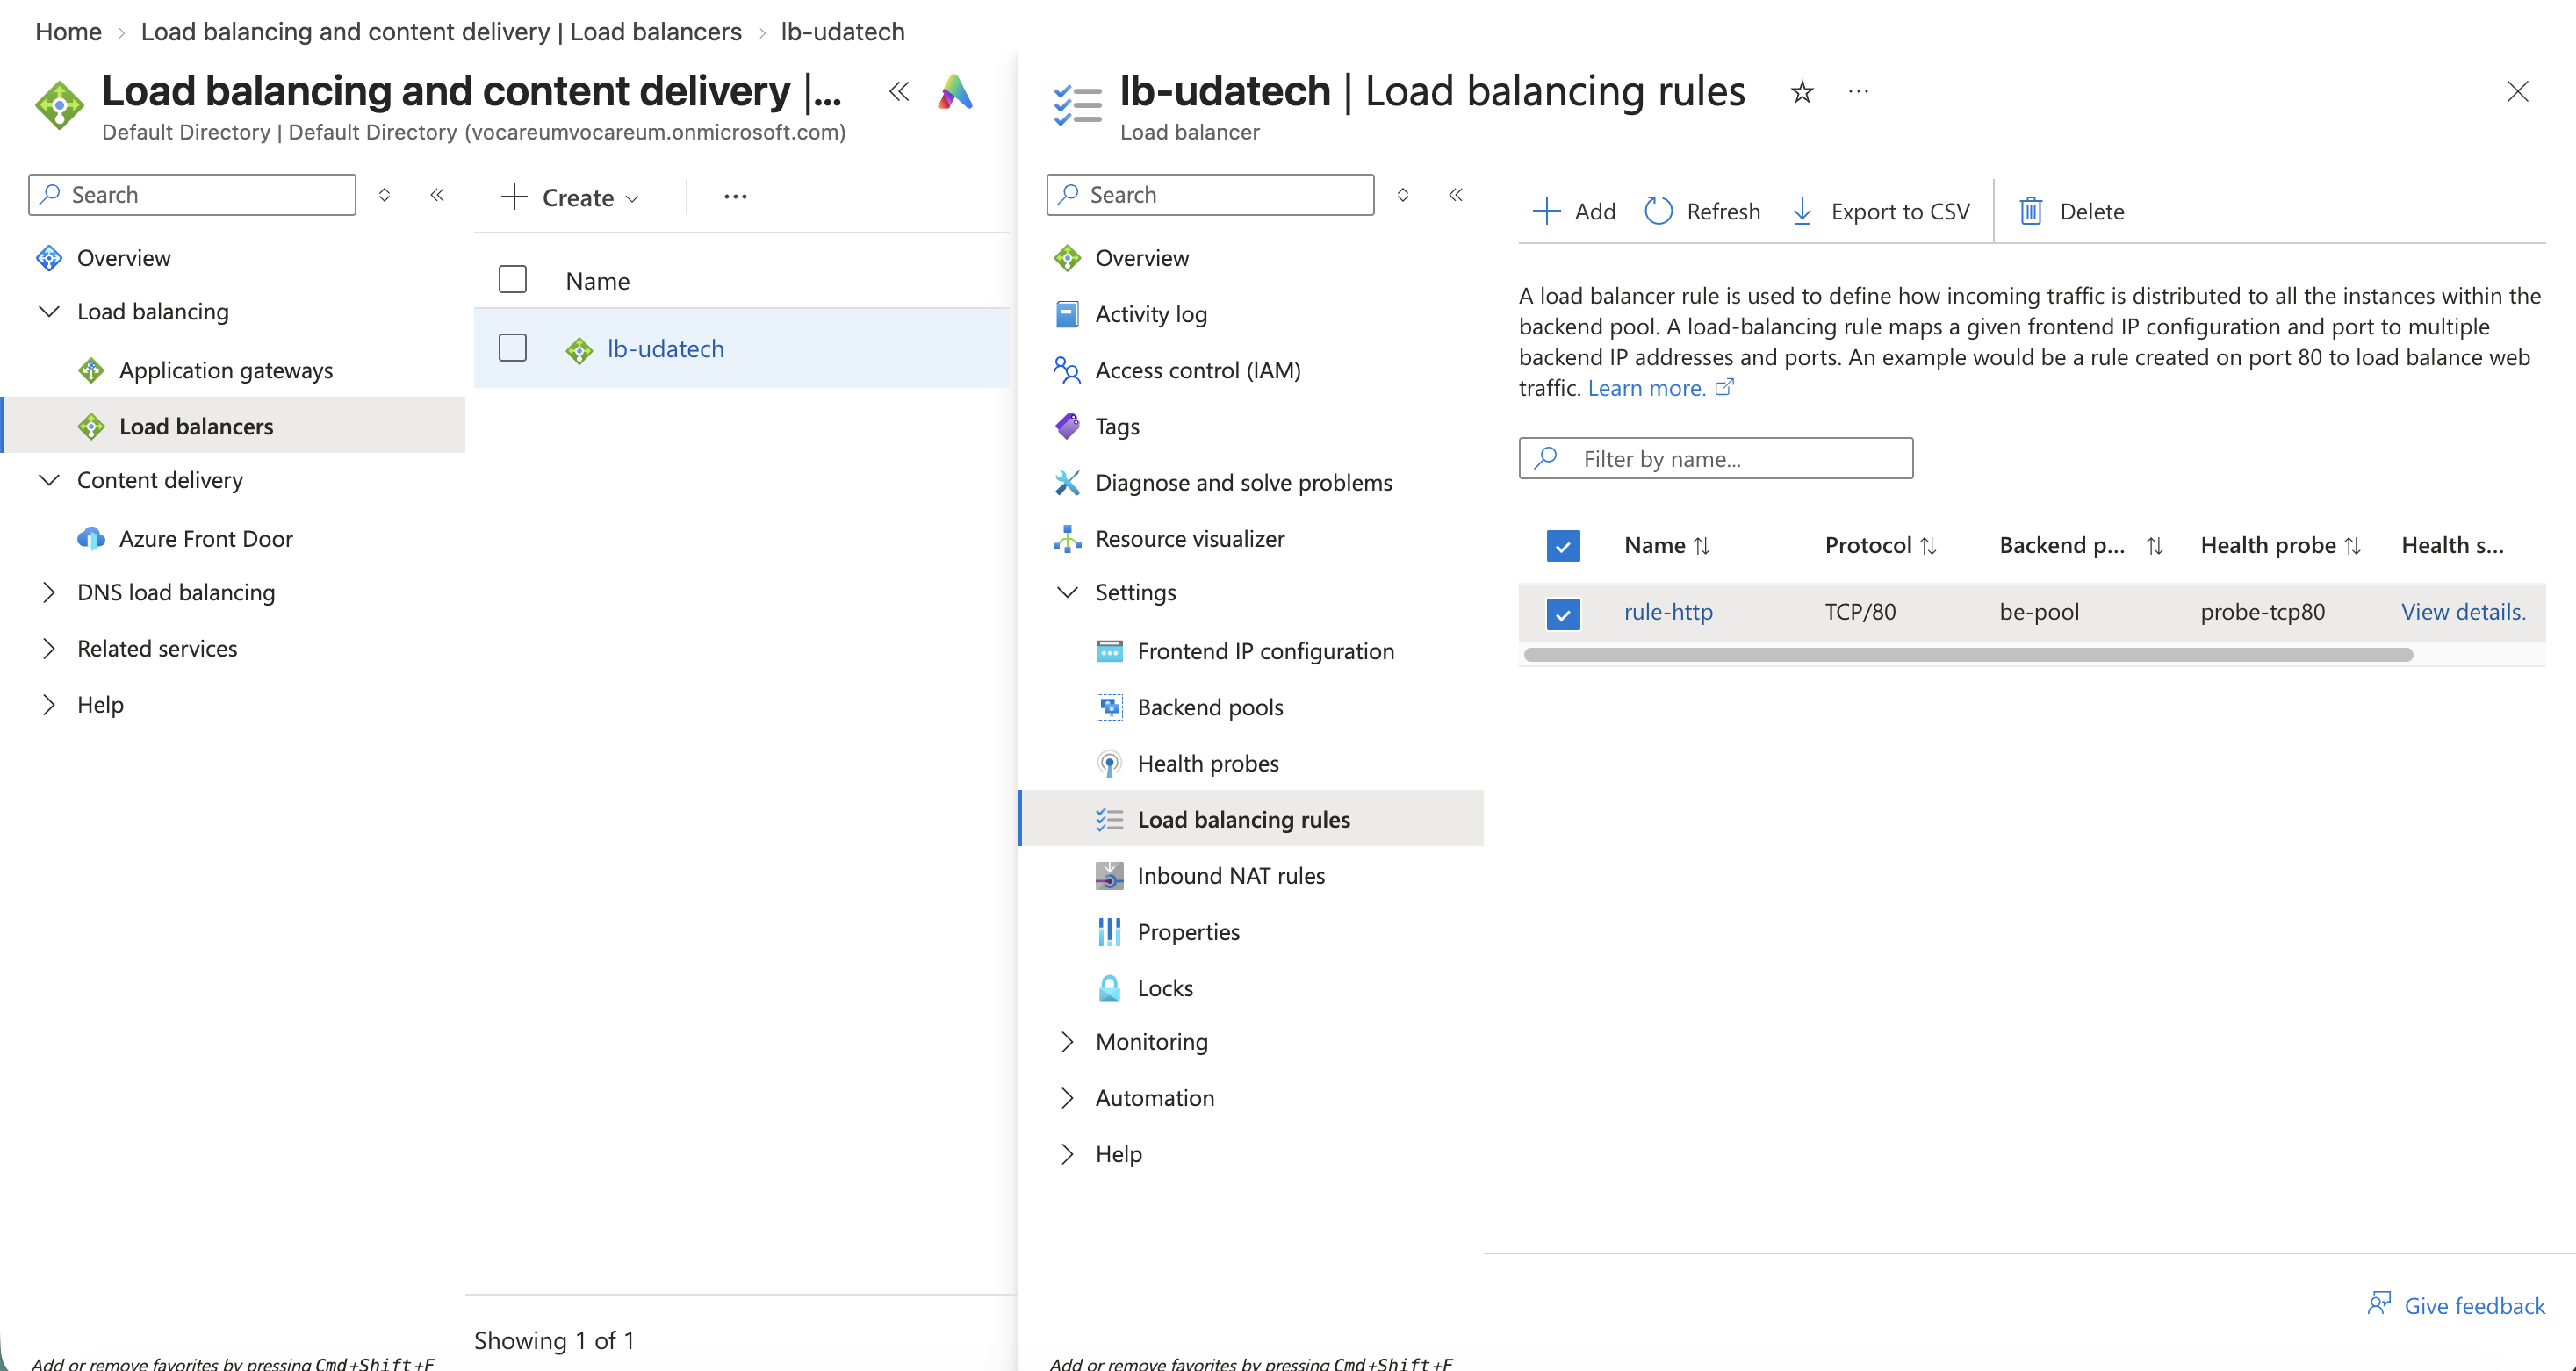 Home > Load balancing and content delivery | Load balancers > lb-udatech
Load balancing and content delivery |...
Default Directory | Default Directory (vocareumvocareum.onmicrosoft.com)
Search
Create
Overview
Load balancing
Application gateways
Load balancers
Content delivery
Azure Front Door
DNS load balancing
Related services
Help
Name
lb-udatech
Showing 1 of 1
Add or remove favorites by pressing Cmd+Shift+F
lb-udatech | Load balancing rules
Load balancer
Search
Overview
Activity log
Access control (IAM)
Tags
Diagnose and solve problems
Resource visualizer
Settings
Frontend IP configuration
Backend pools
Health probes
Load balancing rules
Inbound NAT rules
Properties
Locks
Monitoring
Automation
Help
Add or remove favorites by pressing Cmd+Shift+F
Add Refresh Export to CSV Delete
A load balancer rule is used to define how incoming traffic is distributed to all the instances within the
backend pool. A load-balancing rule maps a given frontend IP configuration and port to multiple
backend IP addresses and ports. An example would be a rule created on port 80 to load balance web
traffic. Learn more.
Filter by name...
Name Protocol Backend p... Health probe Health s...
rule-http TCP/80 be-pool probe-tcp80 View details.
Give feedback